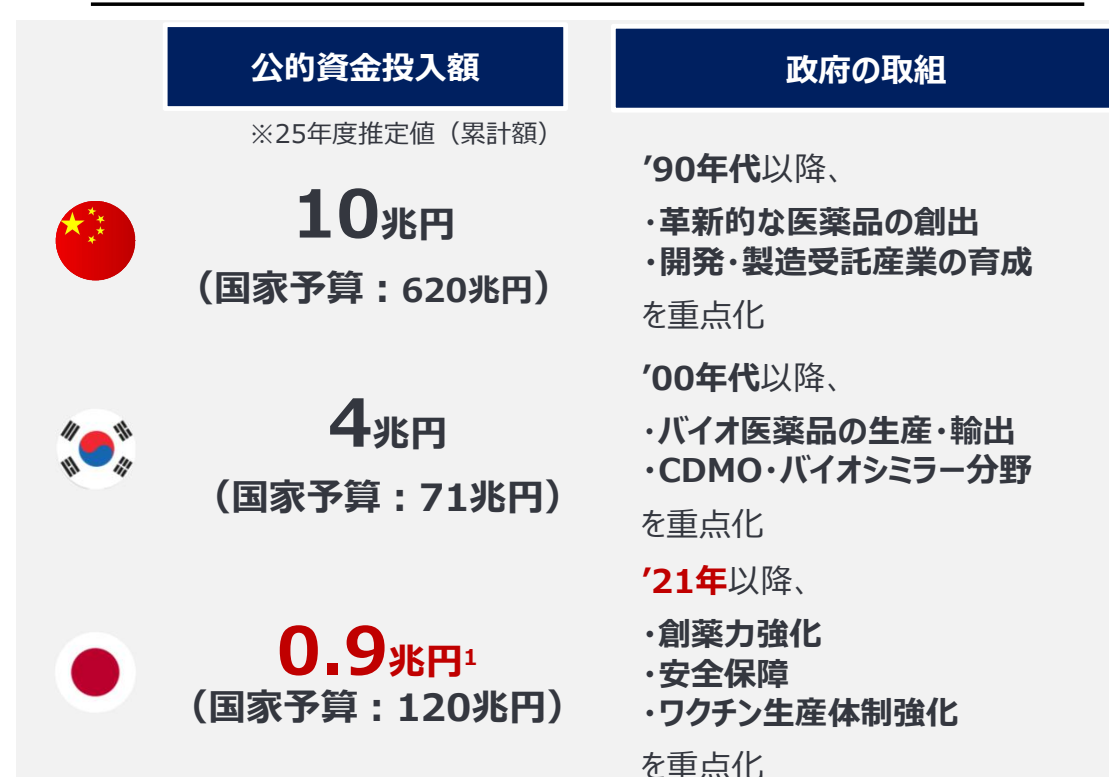 公的資金投入額
政府の取組
※25年度推定値（累計額）
10兆円
（国家予算：620兆円）
’90年代以降、
・革新的な医薬品の創出
・開発・製造受託産業の育成
を重点化
4兆円
（国家予算：71兆円）
’00年代以降、
・バイオ医薬品の生産・輸出
・CDMO・バイオシミラー分野
を重点化
0.9兆円1
（国家予算：120兆円）
’21年以降、
・創薬力強化
・安全保障
・ワクチン生産体制強化
を重点化